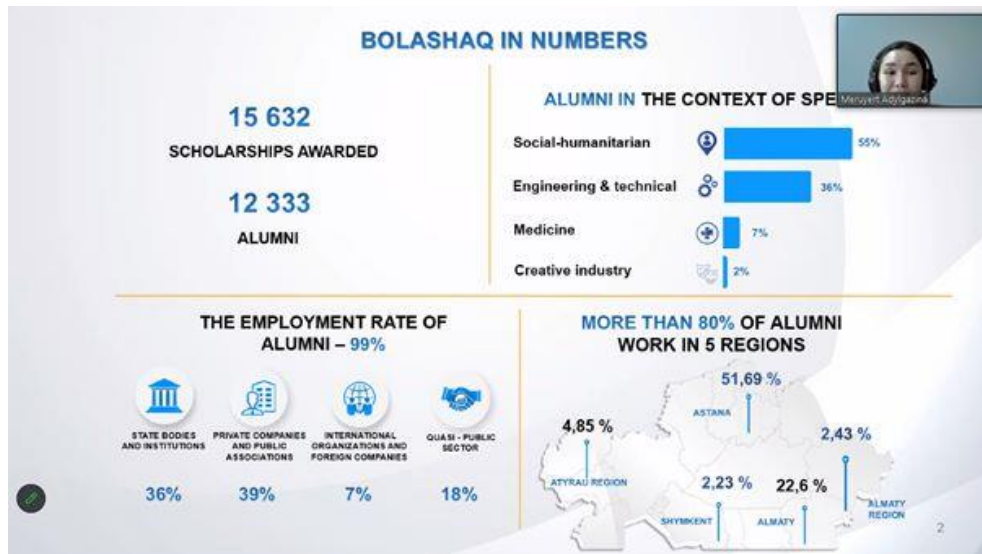 BOLASHAQ IN NUMBERS
15 632
SCHOLARSHIPS AWARDED
12 333
ALUMNI
ALUMNI IN THE CONTEXT OF SPE
Meruyert Adylgazina
Social-humanitarian
55%
Engineering & technical
36%
Medicine
7%
Creative industry
2%
THE EMPLOYMENT RATE OF
ALUMNI – 99%
STATE BODIES
AND INSTITUTIONS
36%
PRIVATE COMPANIES
AND PUBLIC
ASSOCIATIONS
39%
INTERNATIONAL
ORGANIZATIONS AND
FOREIGN COMPANIES
7%
QUASI - PUBLIC
SECTOR
18%
MORE THAN 80% OF ALUMNI
WORK IN 5 REGIONS
51,69 %
ASTANA
4,85 %
ATYRAU REGION
2,43 %
ALMATY
REGION
2,23 %
SHYMKENT
22,6 %
ALMATY
2